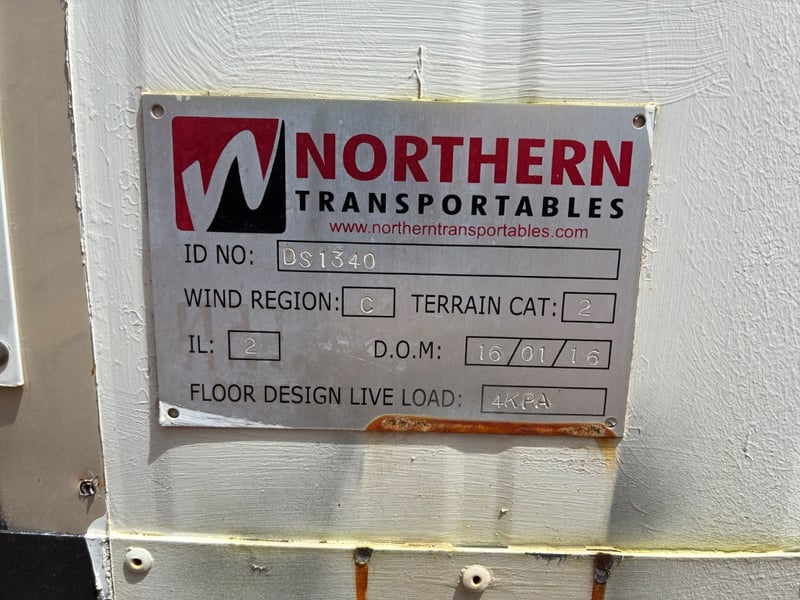 NORTHERN
TRANSPORTABLES
www.northerntransportables.com
ID NO: DS1340
WIND REGION: C TERRAIN CAT: 2
IL: 2 D.O.M: 16/01/16
FLOOR DESIGN LIVE LOAD: 4KPA